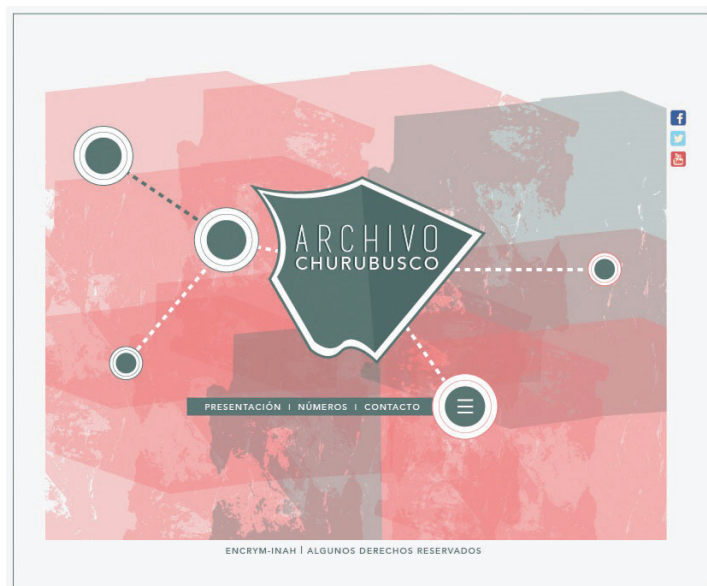 ARCHIVO
CHURUBUSCO
PRESENTACIÓN | NÚMEROS | CONTACTO
ENCRYM-INAH | ALGUNOS DERECHOS RESERVADOS